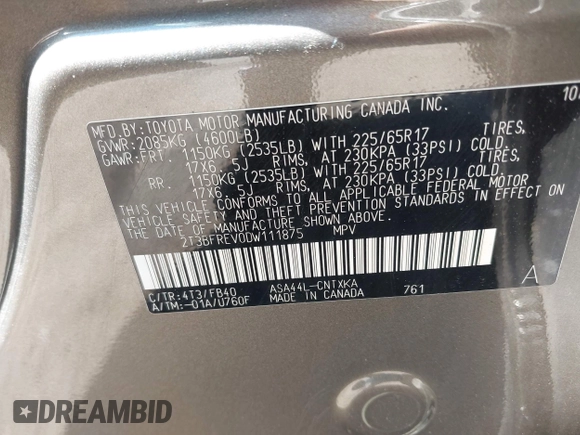 10
MFD.BY:TOYOTA MOTOR MANUFACTURING CANADA INC.
GVWR: 2085KG (4600LB)
GAWR:FRT. 1150KG (2535LB) WITH 225/65R17 TIRES,
17X6. 5J RIMS, AT 230KPA (33PSI) COLD.
RR. 1150KG (2535LB) WITH 225/65R17 TIRES,
17X6. 5J RIMS, AT 230KPA (33PSI) COLD.
THIS VEHICLE CONFORMS TO ALL APPLICABLE FEDERAL MOTOR
VEHICLE SAFETY AND THEFT PREVENTION STANDARDS IN EFFECT ON
THE DATE OF MANUFACTURE SHOWN ABOVE.
2T3BFREV0DW111875 MPV
A
C/TR:4T3/FB40 ASA44L-CNTXKA 761
A/TM:-01A/U760F MADE IN CANADA
DREAMBID